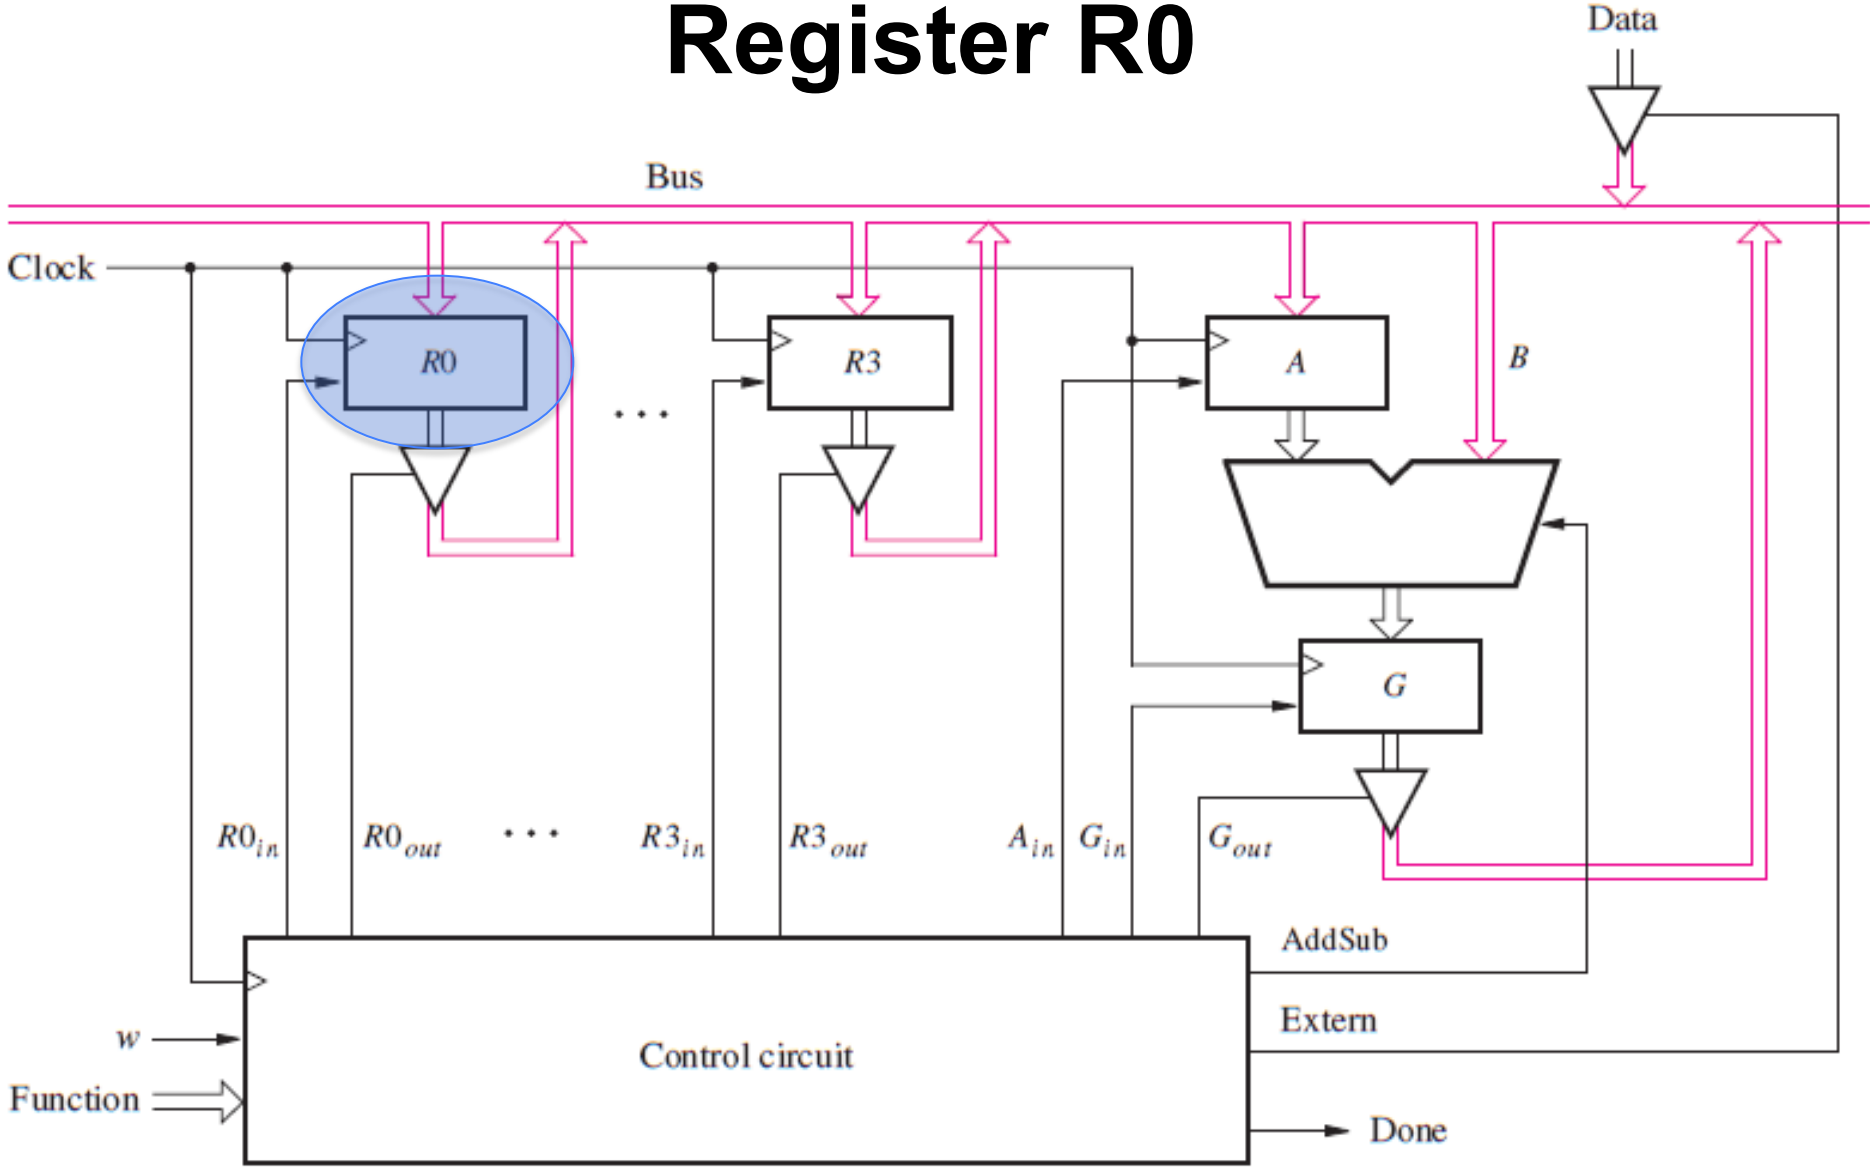 Register R0
Data
Bus
Clock
R0
R3
A
B
...
G
R0in
R0out
...
R3in
R3out
Ain
Gin
Gout
AddSub
Extern
w
Control circuit
Function
Done